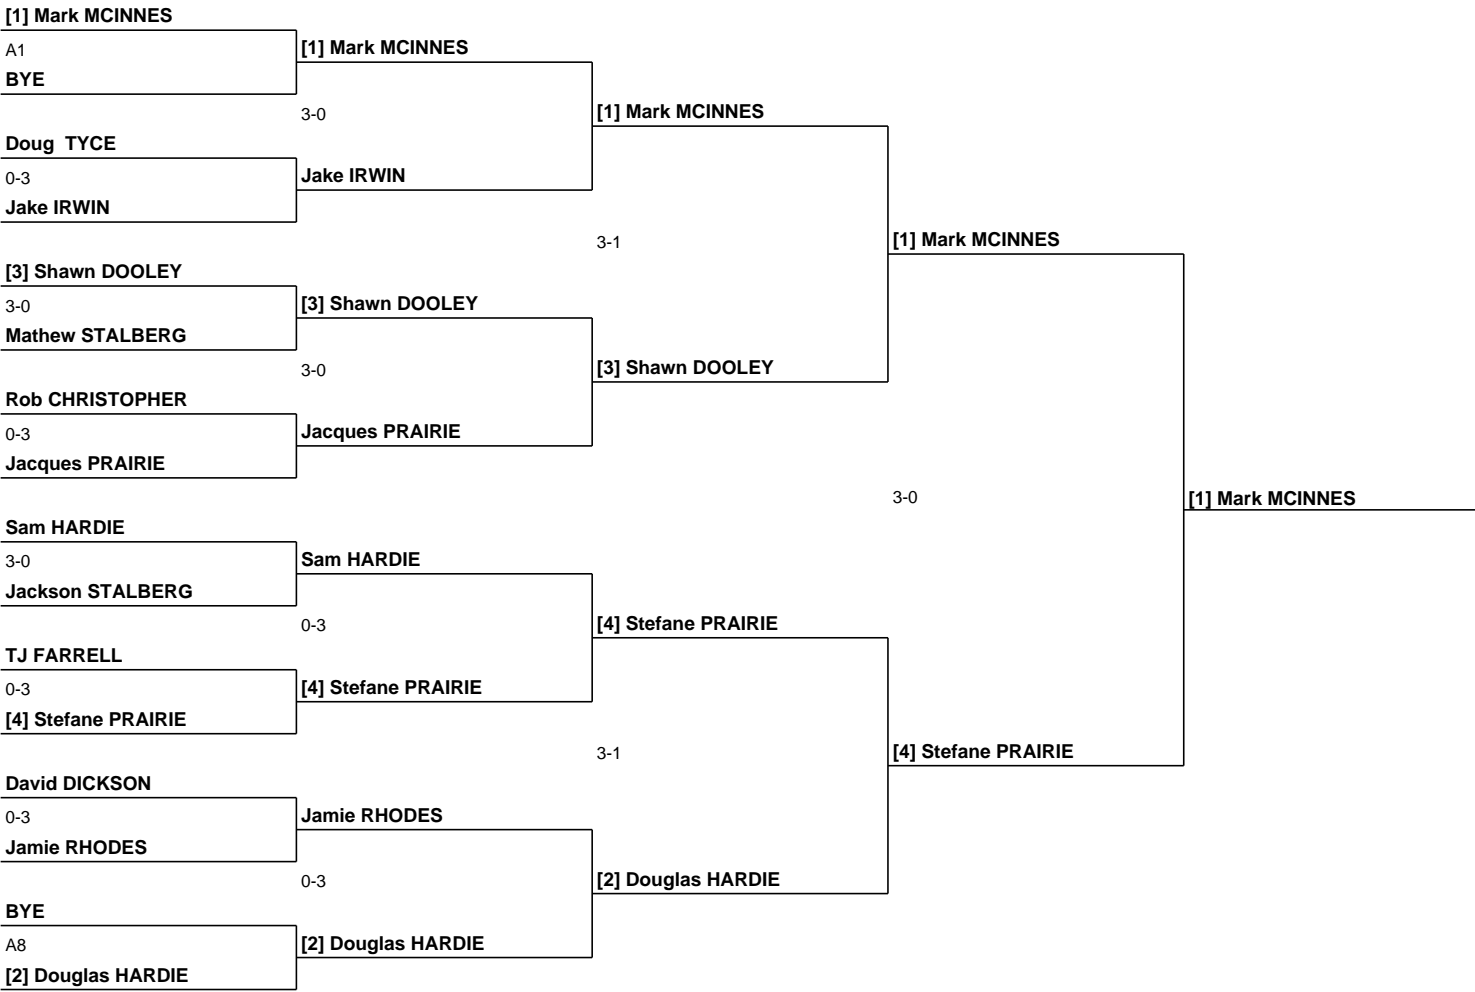 [1] Mark MCINNES
A1
BYE
Doug  TYCE
0-3
Jake IRWIN
[3] Shawn DOOLEY
3-0
Mathew STALBERG
Rob CHRISTOPHER
0-3
Jacques PRAIRIE
Sam HARDIE
3-0
Jackson STALBERG
TJ FARRELL
0-3
[4] Stefane PRAIRIE
David DICKSON
0-3
Jamie RHODES
BYE
A8
[2] Douglas HARDIE
[1] Mark MCINNES
3-0
Jake IRWIN
[3] Shawn DOOLEY
3-0
Jacques PRAIRIE
Sam HARDIE
0-3
[4] Stefane PRAIRIE
Jamie RHODES
0-3
[2] Douglas HARDIE
[1] Mark MCINNES
3-1
[3] Shawn DOOLEY
[4] Stefane PRAIRIE
3-1
[2] Douglas HARDIE
[1] Mark MCINNES
3-0
[4] Stefane PRAIRIE
[1] Mark MCINNES